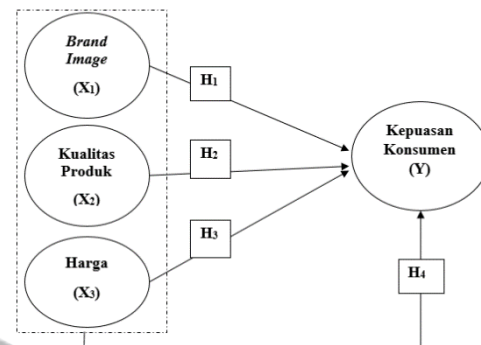 Brand
Image
(X1)
H1
Kualitas
Produk
(X2)
H2
Kepuasan
Konsumen
(Y)
H3
Harga
(X3)
H4